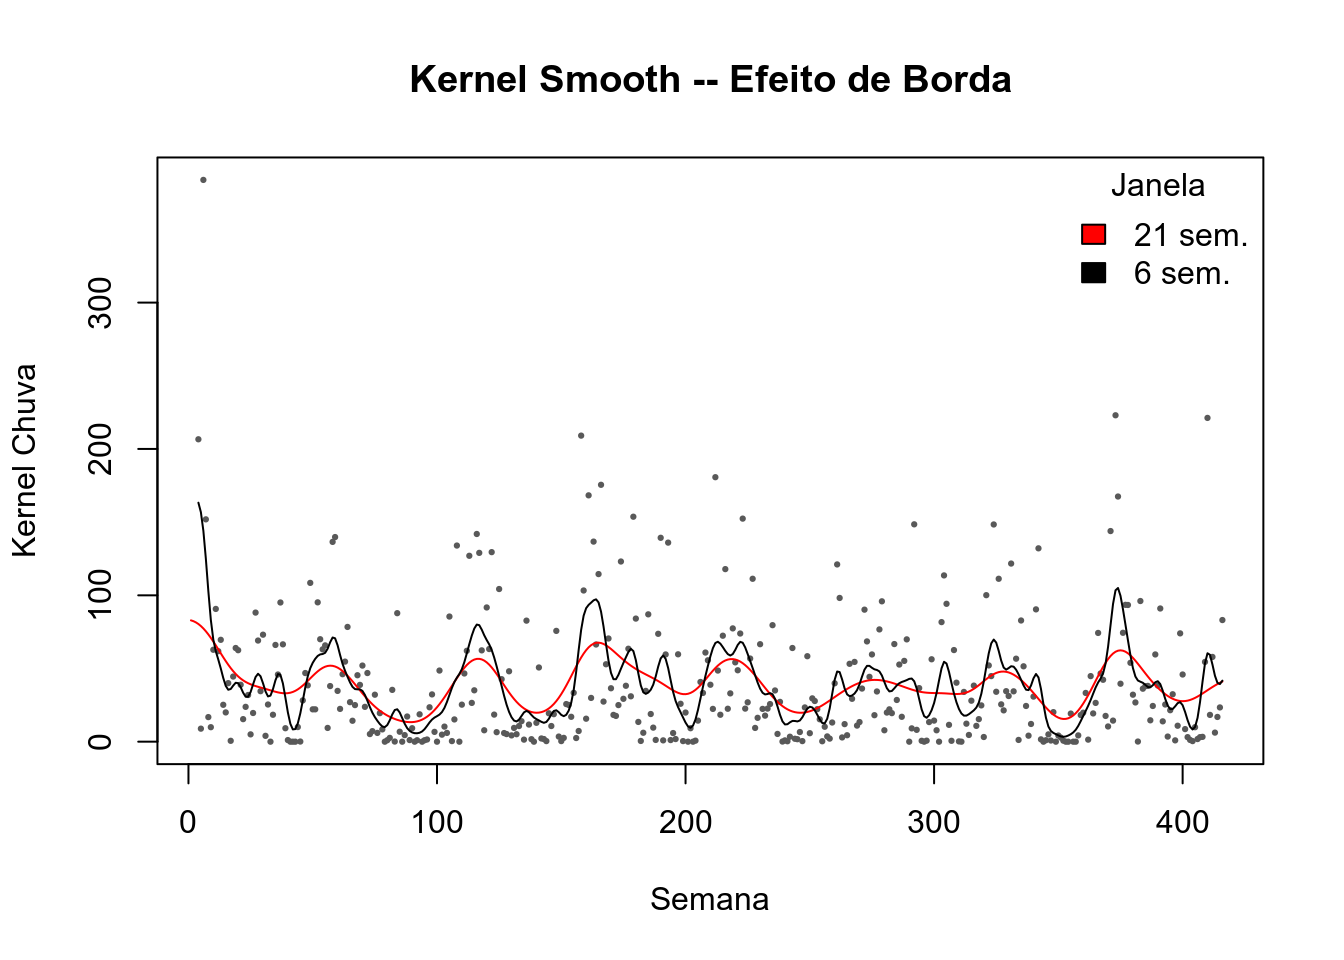 Kernel Smooth -- Efeito de Borda
Janela
21 sem.
6 sem.
Kernel Chuva
300
200
100
0
0 100 200 300 400
Semana